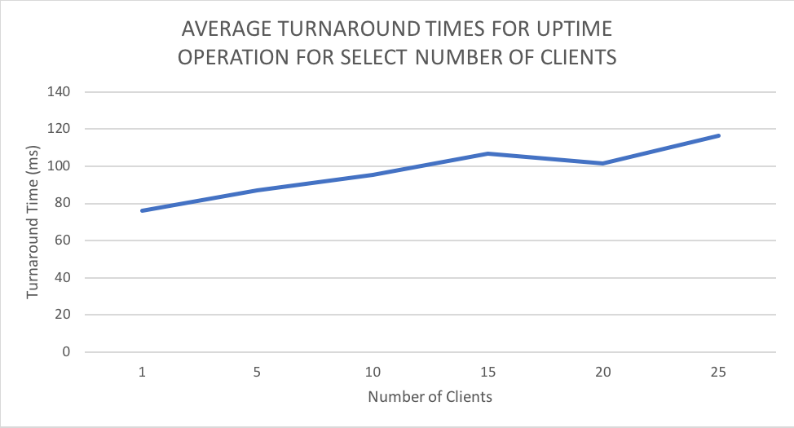 AVERAGE TURNAROUND TIMES FOR UPTIME
OPERATION FOR SELECT NUMBER OF CLIENTS
140
120
100
80
60
40
20
0
Turnaround Time (ms)
1 5 10 15 20 25
Number of Clients